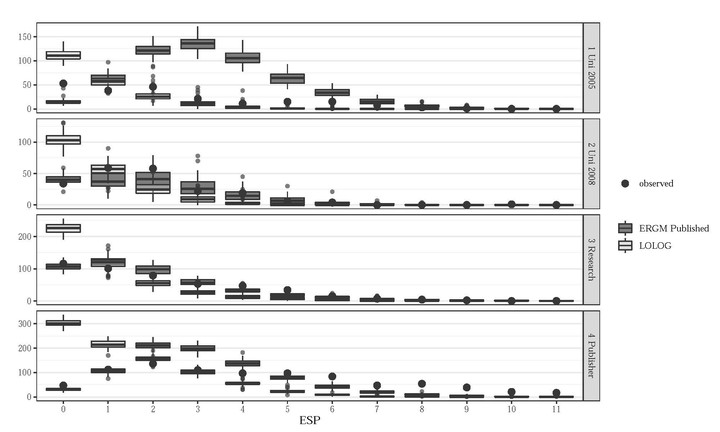 150
100
50
0
1 Uni 2005
100
50
0
2 Uni 2008
observed
ERGM Published
LOLOG
200
100
0
3 Research
300
200
100
0
4 Publisher
0 1 2 3 4 5 6 7 8 9 10 11
ESP